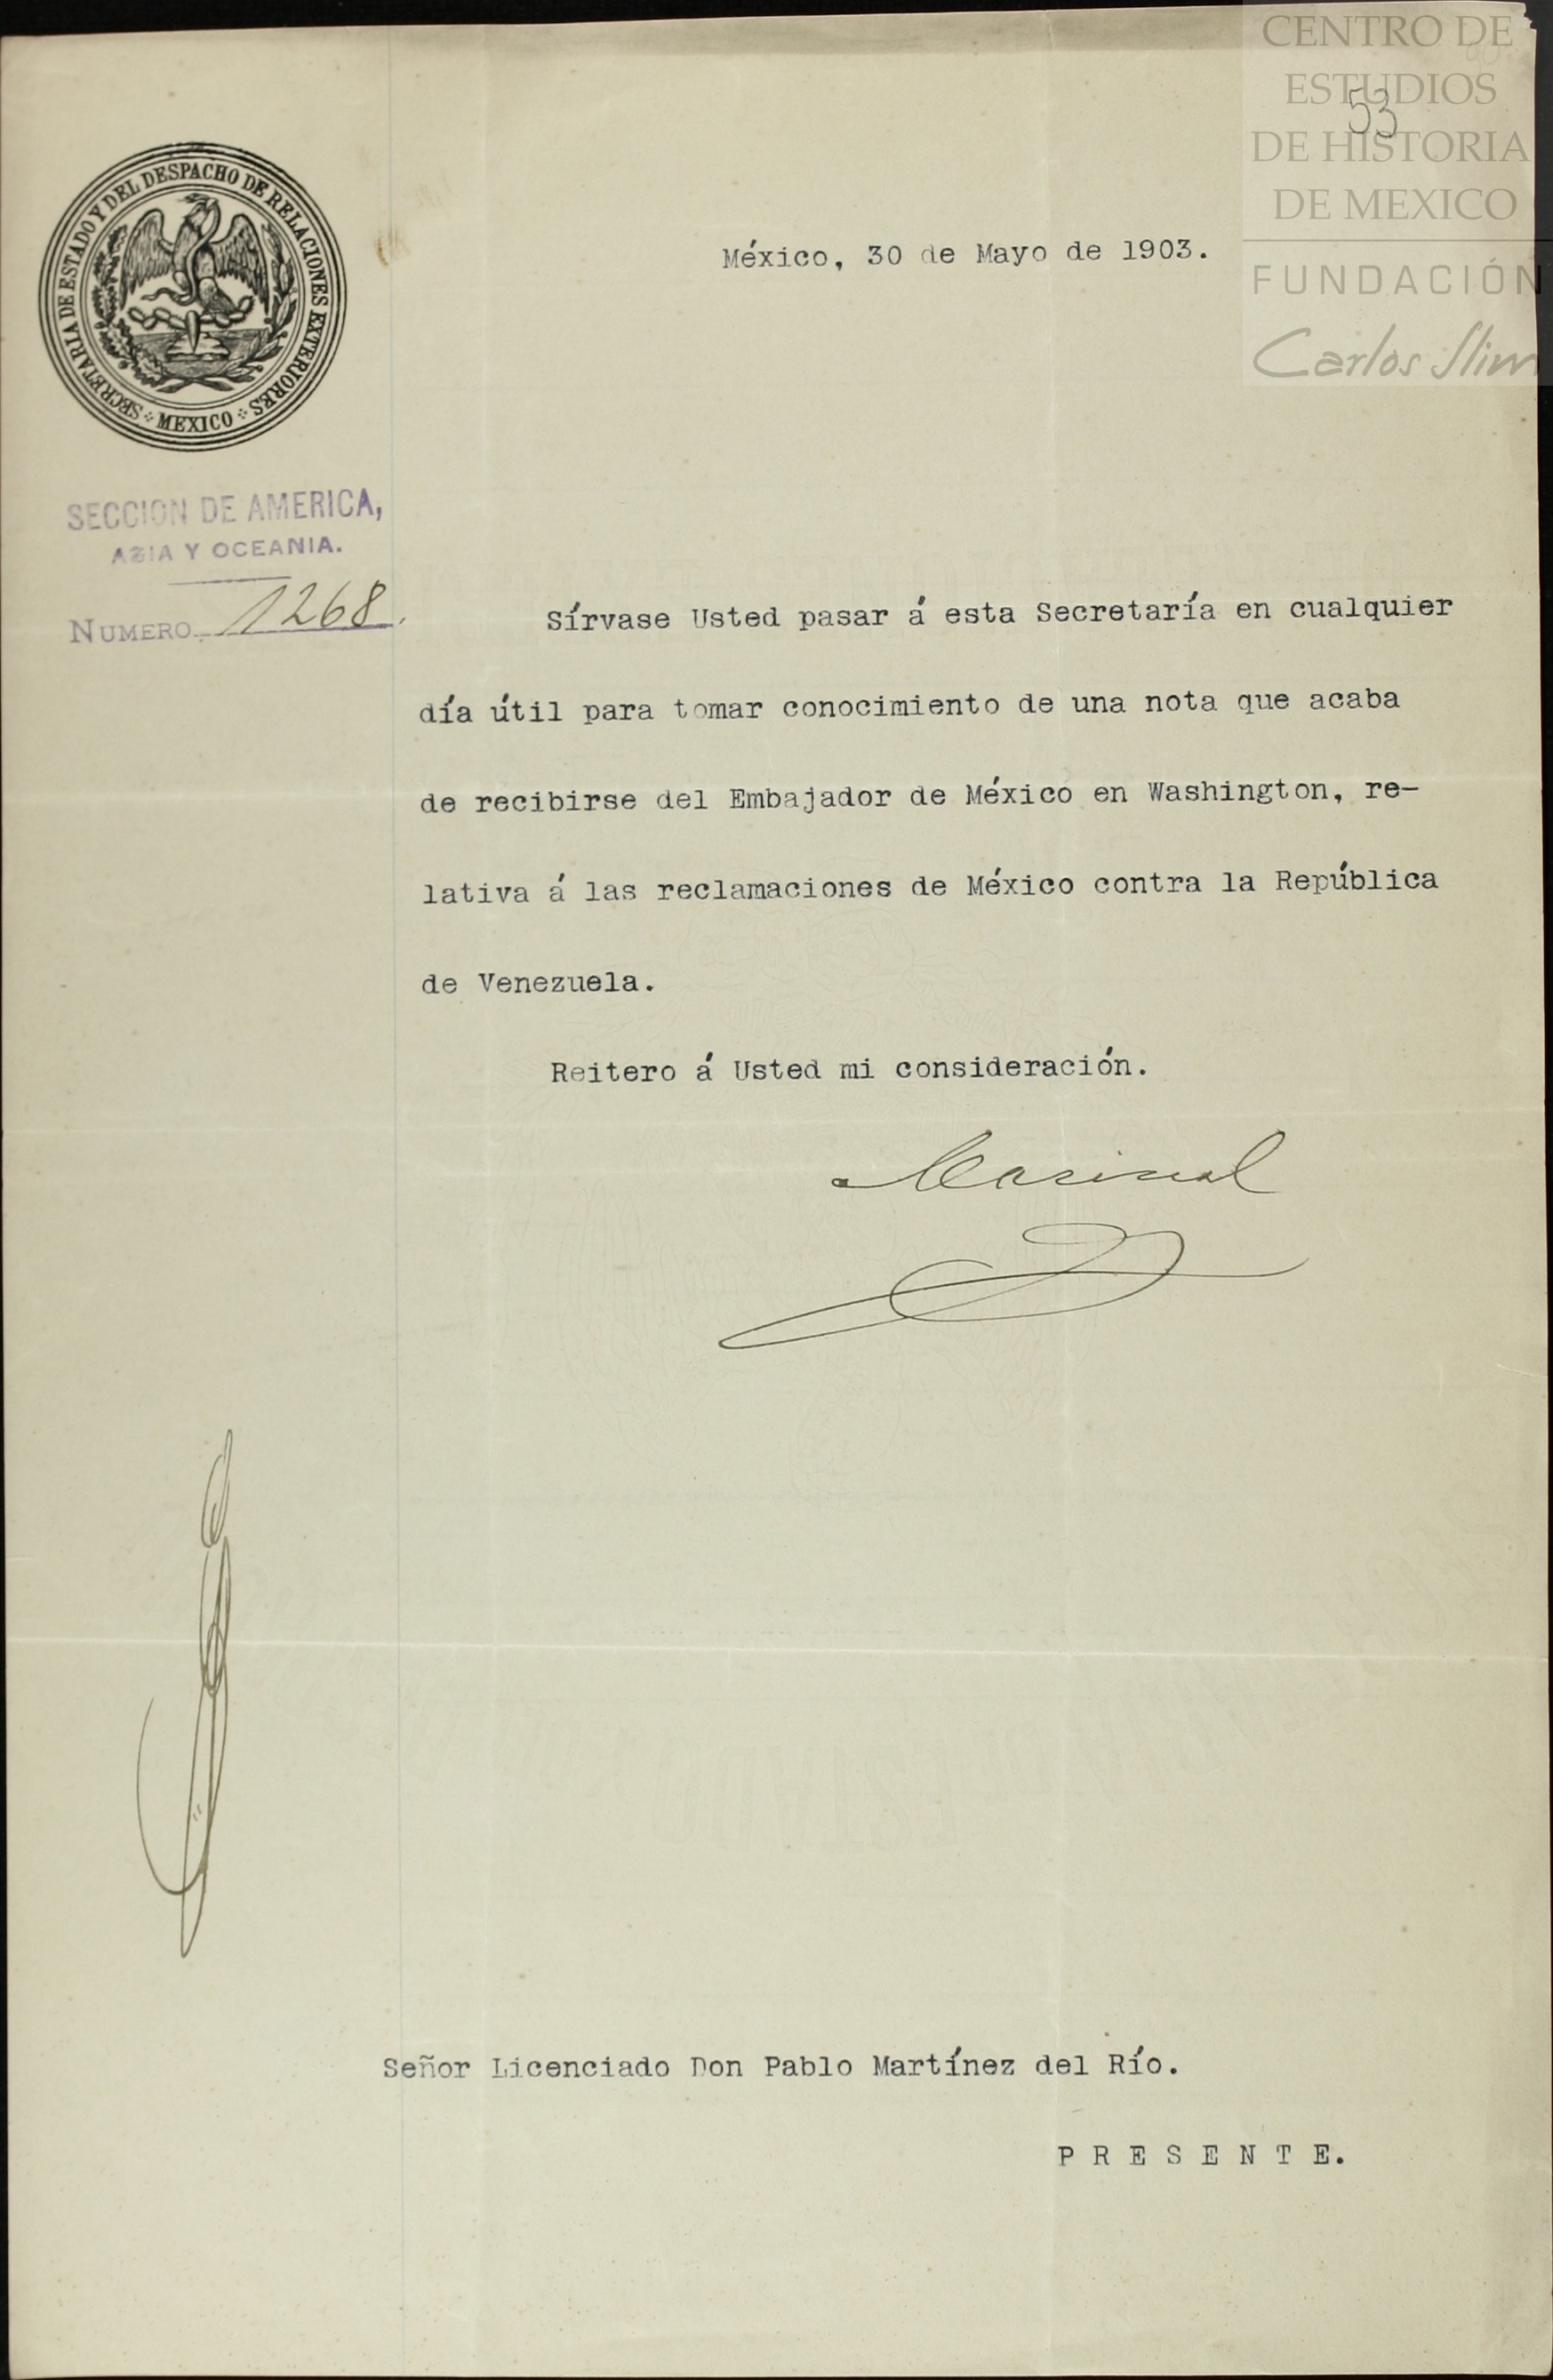 CENTRO DE
ESTUDIOS
53
DE HISTORIA
DE MEXICO
FUNDACIÓN
Carlos Slim
SECRETARIA DE ESTADO Y DEL DESPACHO DE RELACIONES EXTERIORES
MEXICO
México, 30 de Mayo de 1903.
SECCION DE AMERICA,
ASIA Y OCEANIA.
NUMERO 1268.
Sírvase Usted pasar á esta Secretaría en cualquier
día útil para tomar conocimiento de una nota que acaba
de recibirse del Embajador de México en Washington, re-
lativa á las reclamaciones de México contra la República
de Venezuela.
Reitero á Usted mi consideración.
Mariscal
Señor Licenciado Don Pablo Martínez del Río.
P R E S E N T E.